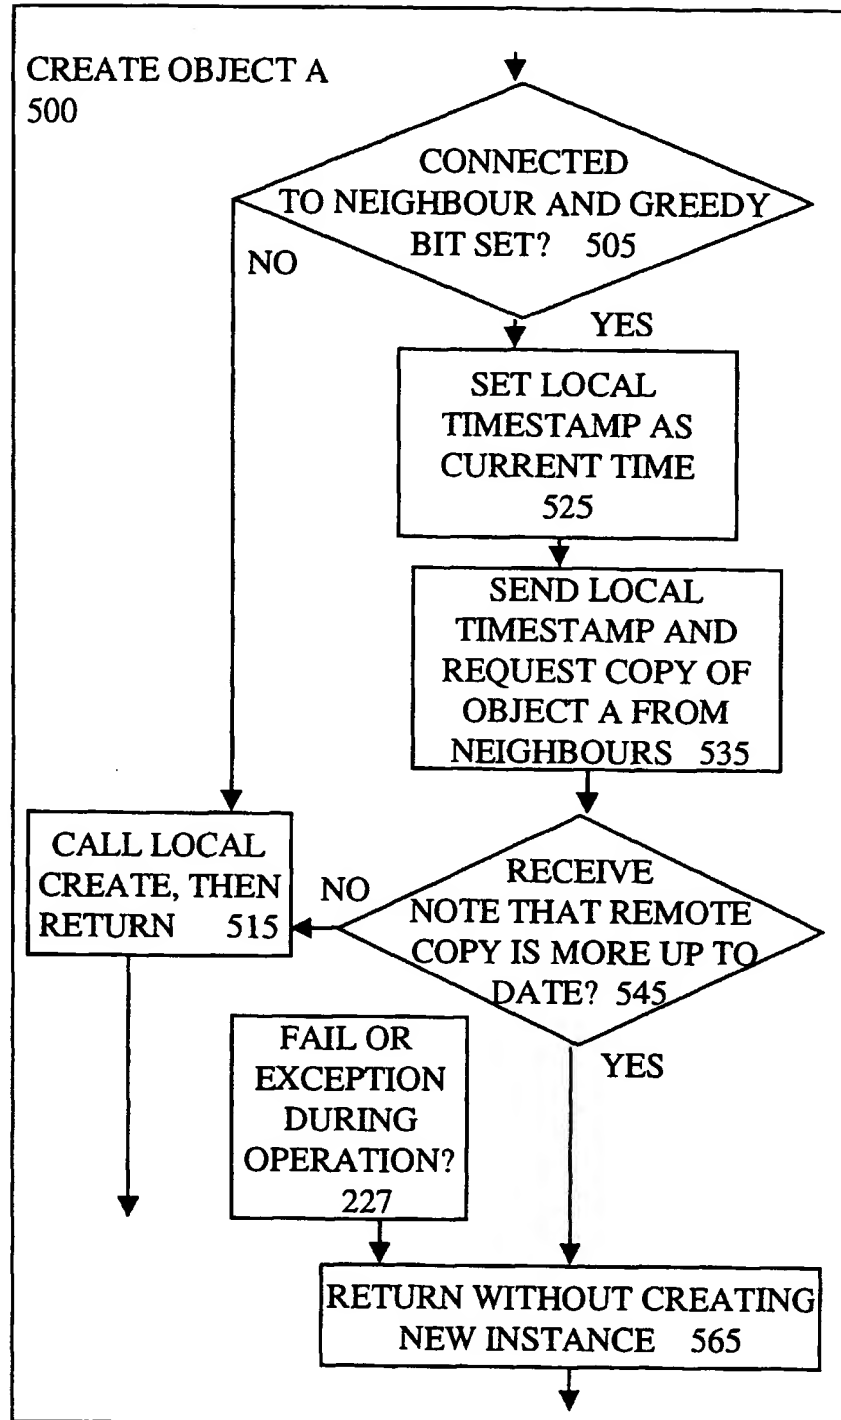 CREATE OBJECT A
500
CONNECTED
TO NEIGHBOUR AND GREEDY
BIT SET? 505
NO
YES
SET LOCAL
TIMESTAMP AS
CURRENT TIME
525
SEND LOCAL
TIMESTAMP AND
REQUEST COPY OF
OBJECT A FROM
NEIGHBOURS 535
CALL LOCAL
CREATE, THEN
RETURN 515
NO
RECEIVE
NOTE THAT REMOTE
COPY IS MORE UP TO
DATE? 545
YES
FAIL OR
EXCEPTION
DURING
OPERATION?
227
RETURN WITHOUT CREATING
NEW INSTANCE 565